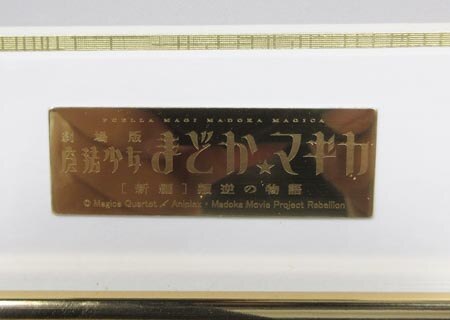 PUELLA MAGI MADOKA MAGICA
劇場版
魔法少女まどか☆マギカ
[新編]叛逆の物語
© Magica Quartet / Aniplex・Madoka Movie Project Rebellion